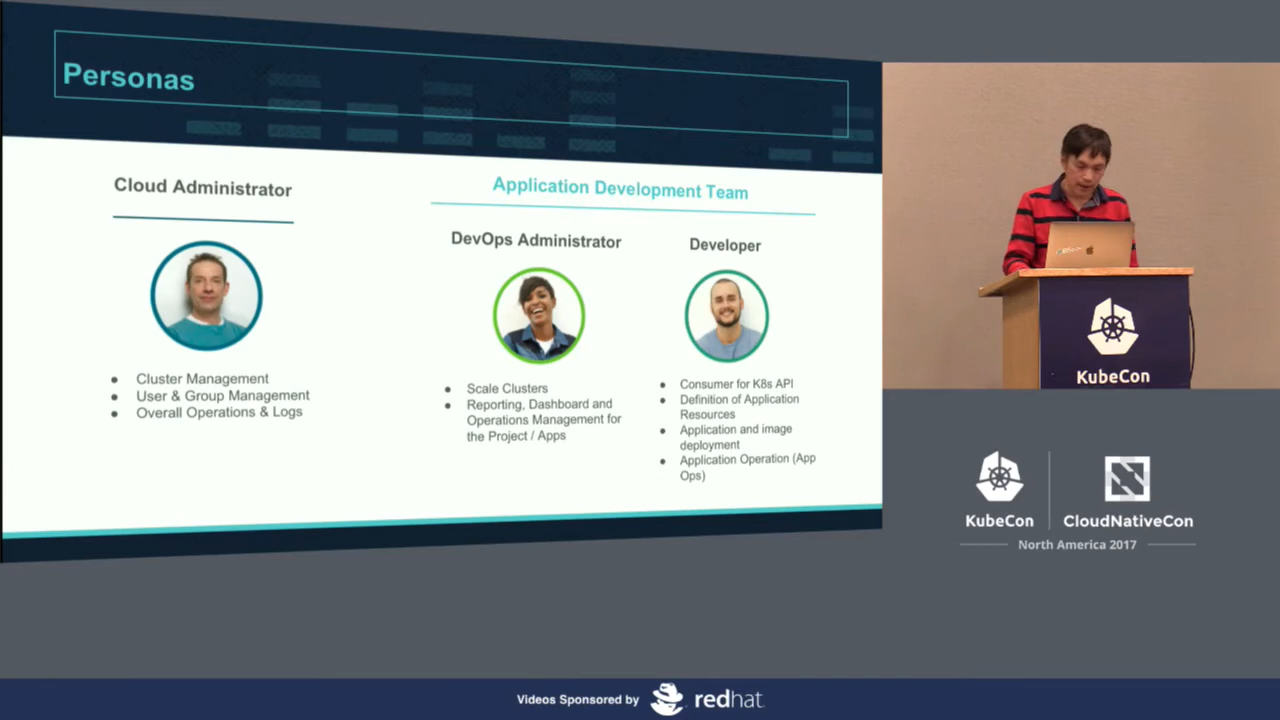 Personas
Cloud Administrator
Cluster Management
User & Group Management
Overall Operations & Logs
Application Development Team
DevOps Administrator
Scale Clusters
Reporting, Dashboard and
Operations Management for
the Project / Apps
Developer
Consumer for K8s API
Definition of Application
Resources
Application and image
deployment
Application Operation (App
Ops)
KubeCon
KubeCon
CloudNativeCon
North America 2017
Videos Sponsored by
redhat